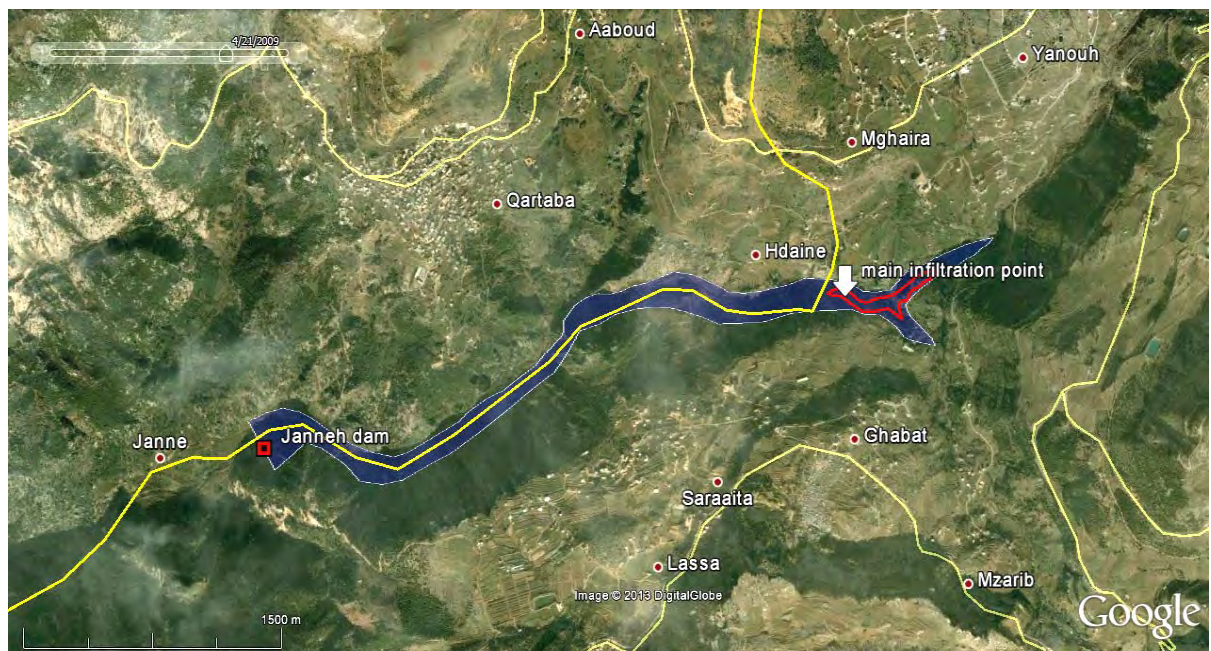 4/21/2009
Aaboud
Yanouh
Mghaira
Qartaba
Hdaine
main infiltration point
Janneh dam
Janne
Ghabat
Saraaita
Lassa
Mzarib
Image © 2013 DigitalGlobe
Google
1500 m